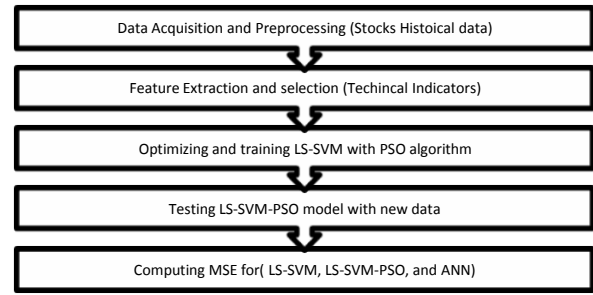 Data Acquisition and Preprocessing (Stocks Histoical data)
Feature Extraction and selection (Techincal Indicators)
Optimizing and training LS-SVM with PSO algorithm
Testing LS-SVM-PSO model with new data
Computing MSE for( LS-SVM, LS-SVM-PSO, and ANN)